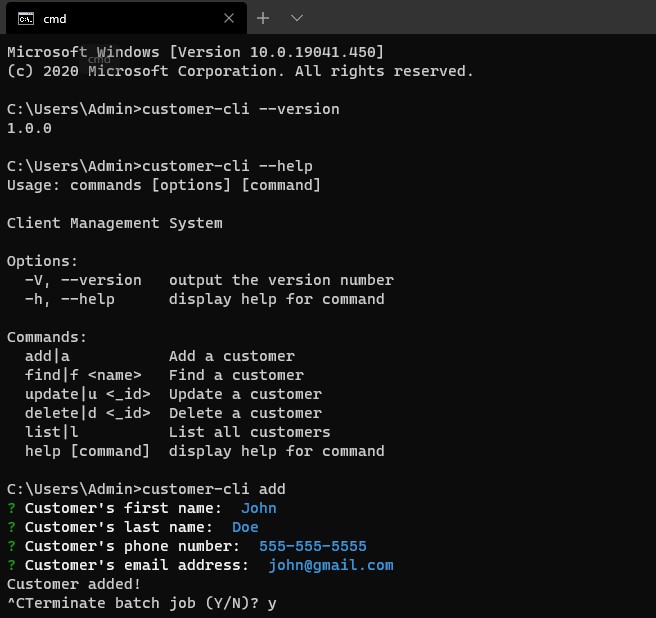 cmd
Microsoft Windows [Version 10.0.19041.450]
cmd
(c) 2020 Microsoft Corporation. All rights reserved.
C:\Users\Admin>customer-cli --version
1.0.0
C:\Users\Admin>customer-cli --help
Usage: commands [options] [command]
Client Management System
Options:
  -V, --version   output the version number
  -h, --help      display help for command
Commands:
  add|a           Add a customer
  find|f <name>   Find a customer
  update|u <_id>  Update a customer
  delete|d <_id>  Delete a customer
  list|l          List all customers
  help [command]  display help for command
C:\Users\Admin>customer-cli add
? Customer's first name:  John
? Customer's last name:  Doe
? Customer's phone number:  555-555-5555
? Customer's email address:  john@gmail.com
Customer added!
^CTerminate batch job (Y/N)? y